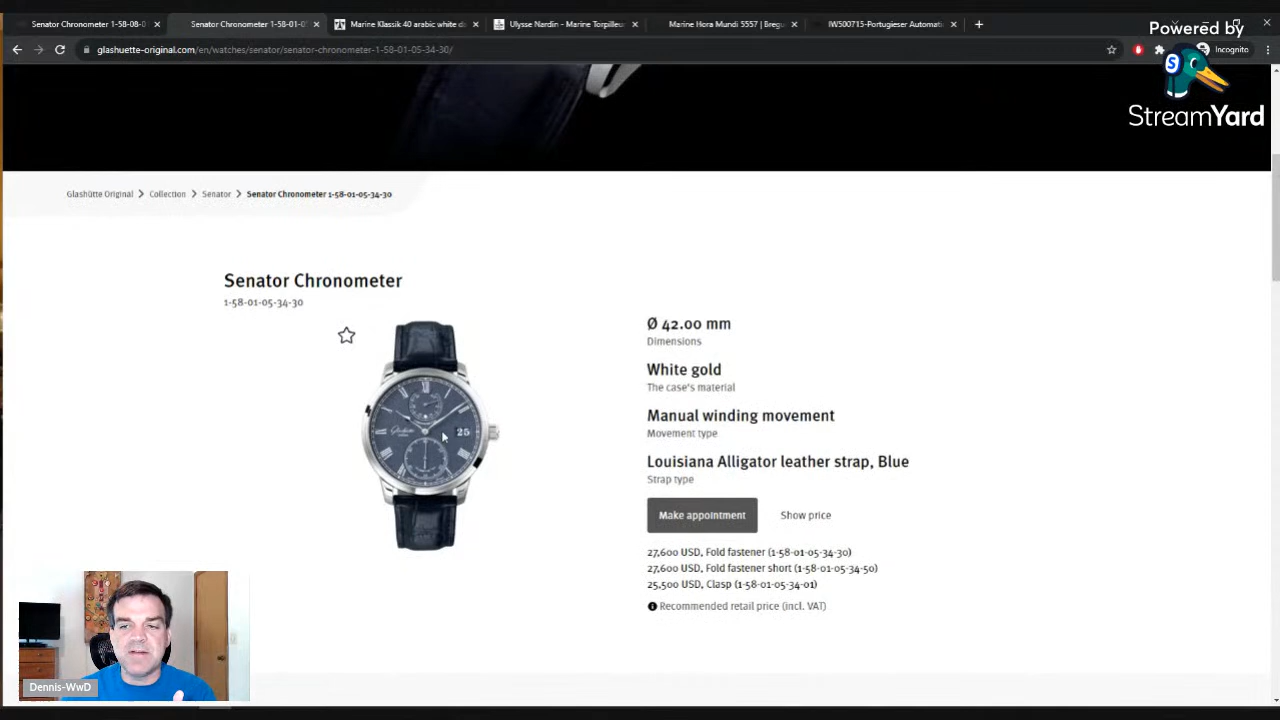 Senator Chronometer 1-58-08-0
Senator Chronometer 1-58-01-0
Marine Klassik 40 arabic white d
Ulysse Nardin - Marine Torpilleu
Marine Hora Mundi 5557 | Breg
IW500715-Portugieser Automati
Powered by
glashuette-original.com/en/watches/senator/senator-chronometer-1-58-01-05-34-30/
Incognito
StreamYard
Glashütte Original > Collection > Senator > Senator Chronometer 1-58-01-05-34-30
Senator Chronometer
1-58-01-05-34-30
Ø 42.00 mm
Dimensions
White gold
The case's material
Manual winding movement
Movement type
Louisiana Alligator leather strap, Blue
Strap type
Make appointment
Show price
27,600 USD, Fold fastener (1-58-01-05-34-30)
27,600 USD, Fold fastener short (1-58-01-05-34-50)
25,500 USD, Clasp (1-58-01-05-34-01)
Recommended retail price (incl. VAT)
25
Dennis-WwD